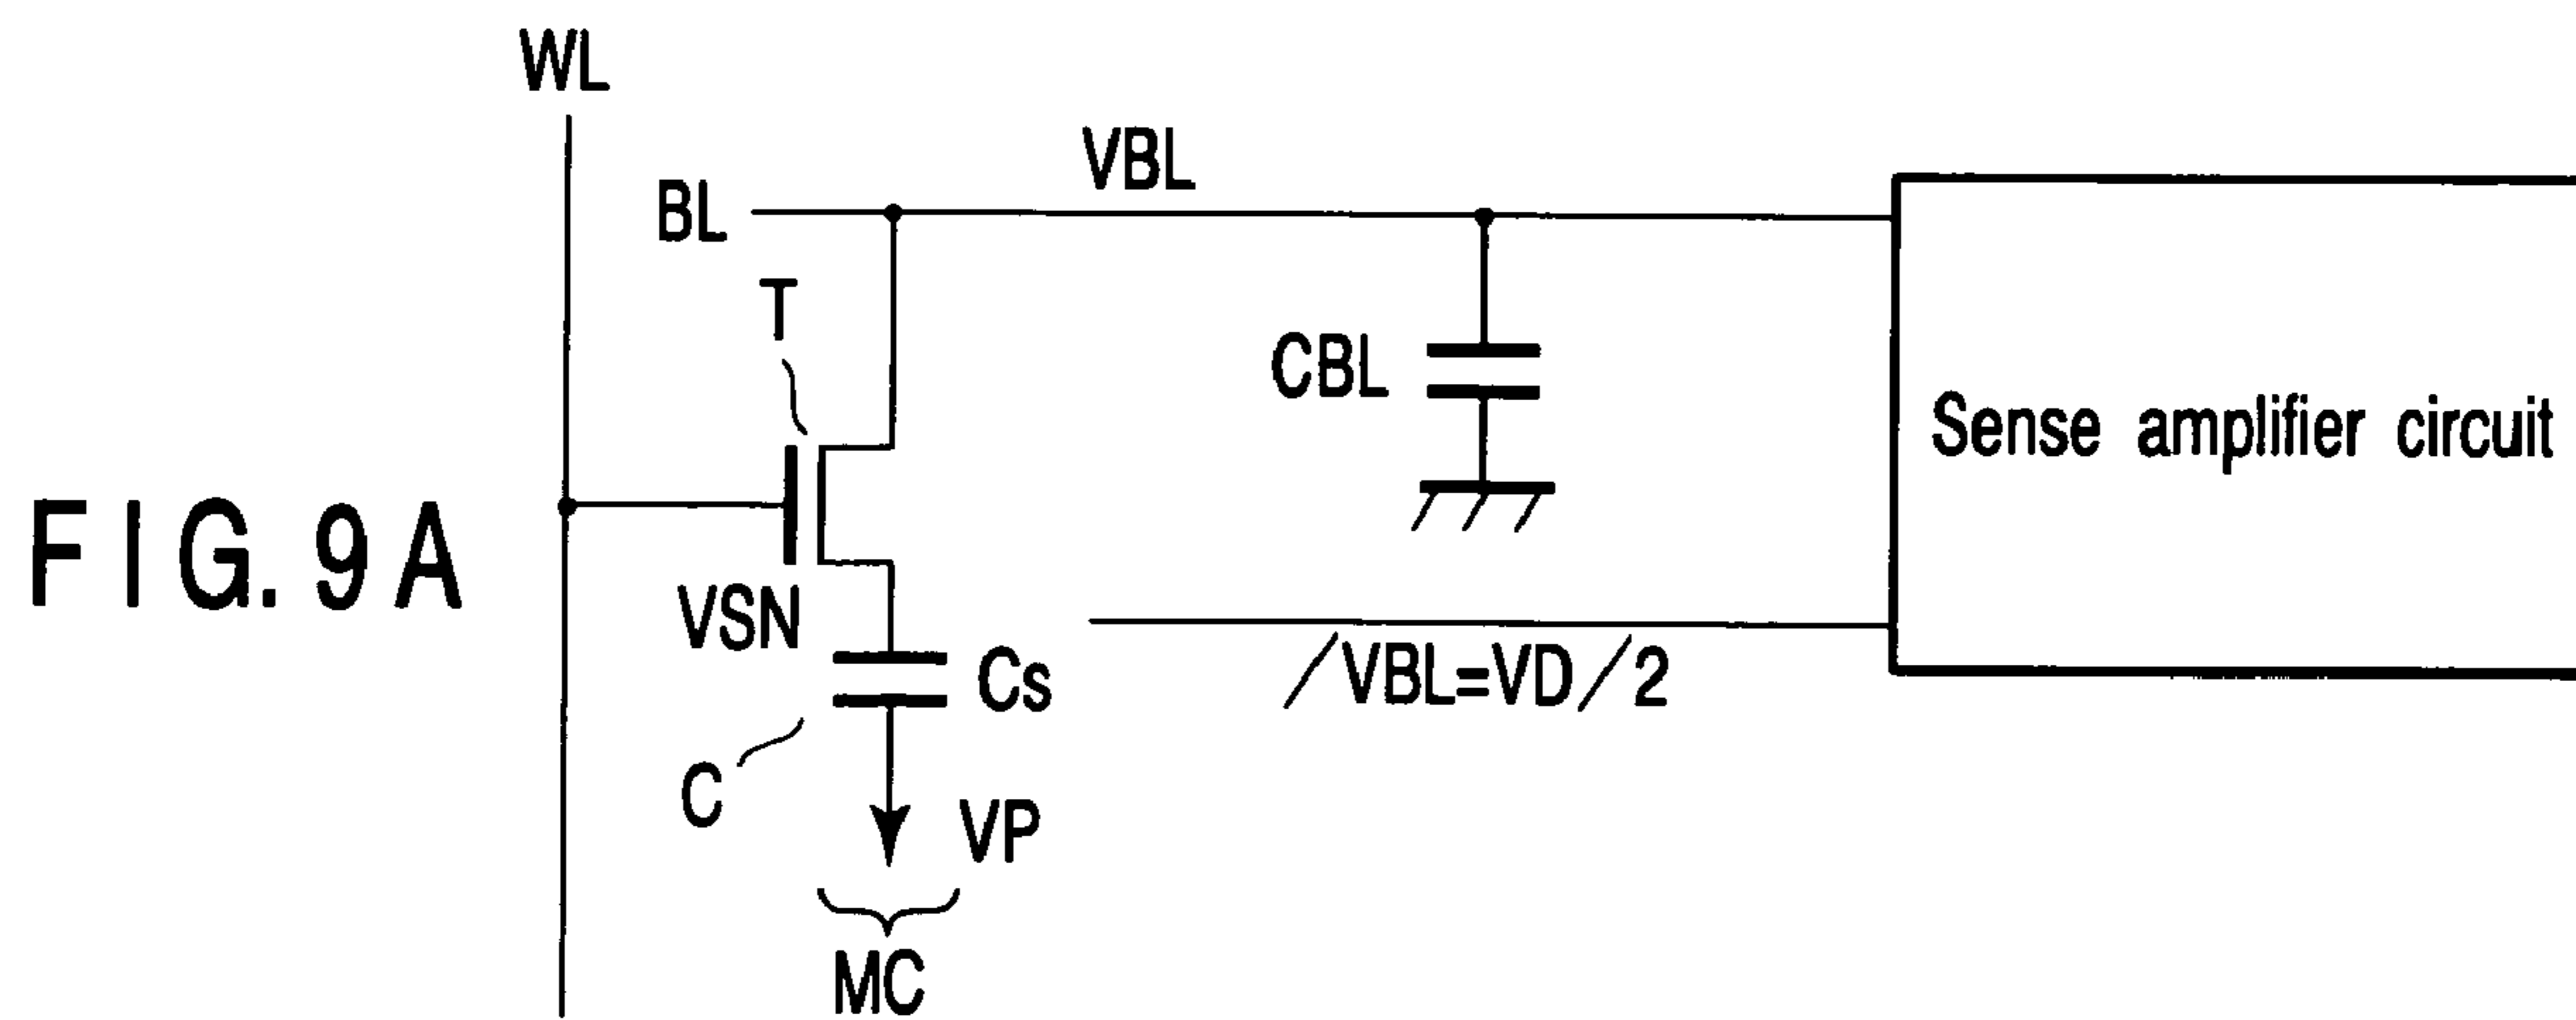 WL
VBL
BL
T
CBL
Sense amplifier circuit
FIG. 9A
VSN
Cs
/VBL=VD/2
C
VP
MC